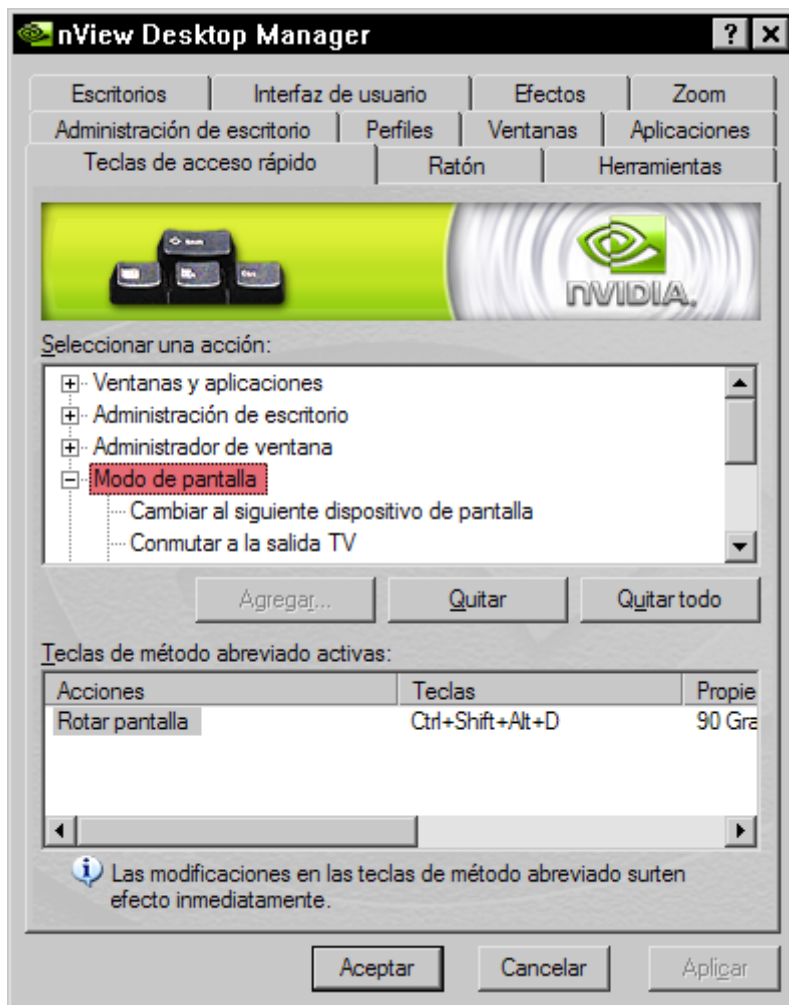 nView Desktop Manager
Escritorios Interfaz de usuario Efectos Zoom
Administración de escritorio Perfiles Ventanas Aplicaciones
Teclas de acceso rápido Ratón Herramientas
nVIDIA.
Seleccionar una acción:
Ventanas y aplicaciones
Administración de escritorio
Administrador de ventana
Modo de pantalla
Cambiar al siguiente dispositivo de pantalla
Conmutar a la salida TV
Agregar... Quitar Quitar todo
Teclas de método abreviado activas:
Acciones Teclas Propie
Rotar pantalla Ctrl+Shift+Alt+D 90 Gra
Las modificaciones en las teclas de método abreviado surten
efecto inmediatamente.
Aceptar Cancelar Aplicar